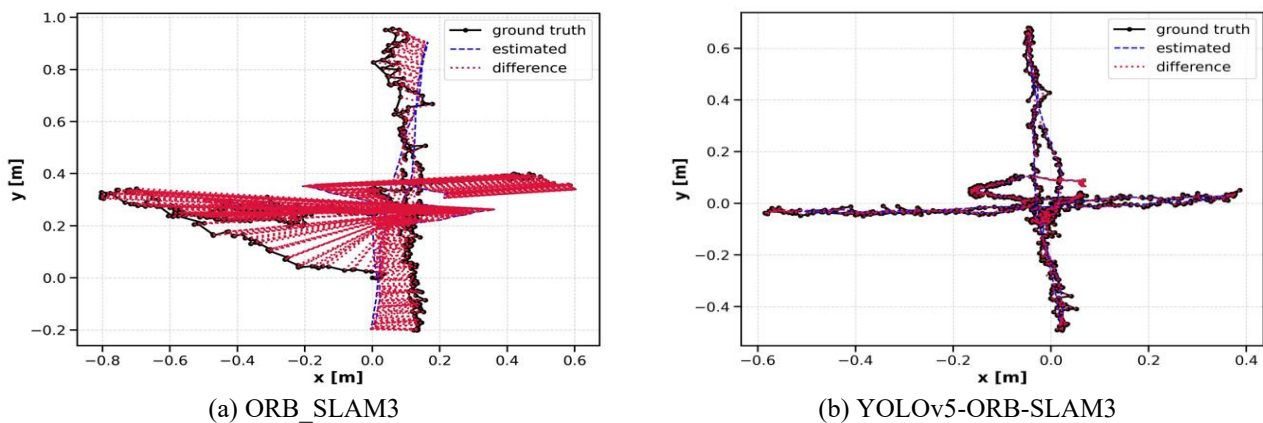 1.0
0.8
0.6
0.4
0.2
0.0
−0.2
y [m]
−0.8 −0.6 −0.4 −0.2 0.0 0.2 0.4 0.6
x [m]
ground truth
estimated
difference
(a) ORB_SLAM3
0.6
0.4
0.2
0.0
−0.2
−0.4
y [m]
−0.6 −0.4 −0.2 0.0 0.2 0.4
x [m]
ground truth
estimated
difference
(b) YOLOv5-ORB-SLAM3